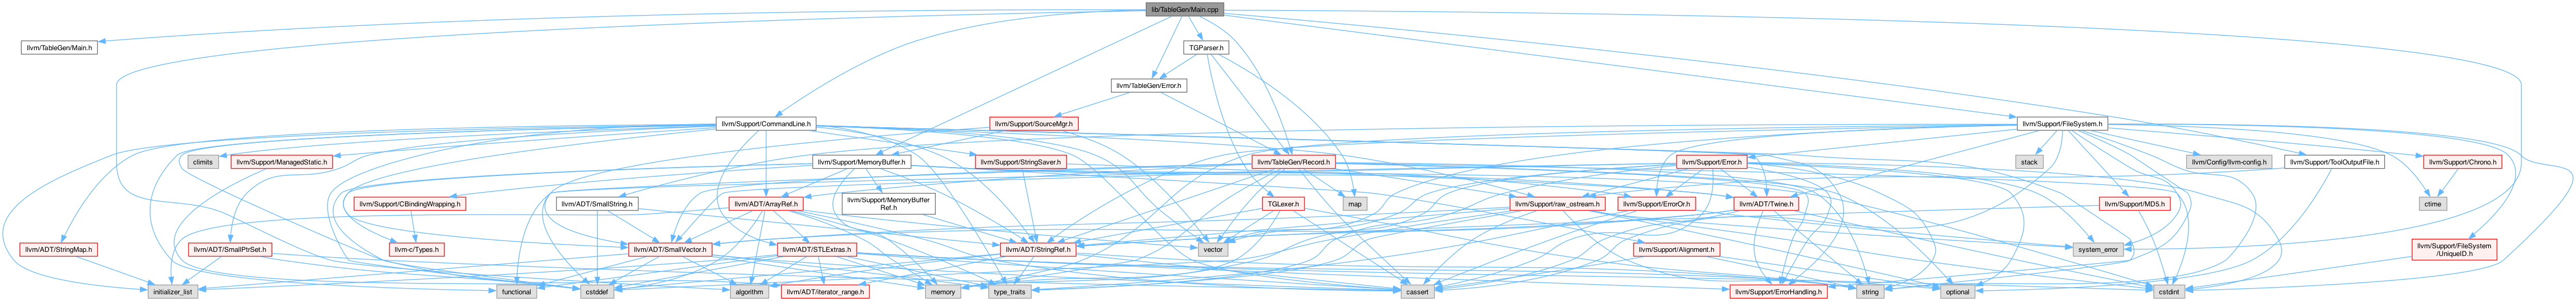 lib/TableGen/Main.cpp
llvm/TableGen/Main.h
TGParser.h
llvm/TableGen/Error.h
llvm/Support/CommandLine.h
llvm/Support/SourceMgr.h
llvm/Support/FileSystem.h
climits
llvm/Support/ManagedStatic.h
llvm/Support/MemoryBuffer.h
llvm/Support/StringSaver.h
llvm/TableGen/Record.h
llvm/Support/Error.h
stack
llvm/Config/llvm-config.h
llvm/Support/ToolOutputFile.h
llvm/Support/Chrono.h
llvm/Support/CBindingWrapping.h
llvm/ADT/SmallString.h
llvm/ADT/ArrayRef.h
llvm/Support/MemoryBuffer
Ref.h
TGLexer.h
map
llvm/Support/raw_ostream.h
llvm/Support/ErrorOr.h
llvm/ADT/Twine.h
llvm/Support/MD5.h
ctime
llvm/ADT/StringMap.h
llvm/ADT/SmallPtrSet.h
llvm-c/Types.h
llvm/ADT/SmallVector.h
llvm/ADT/STLExtras.h
llvm/ADT/StringRef.h
vector
llvm/Support/Alignment.h
system_error
llvm/Support/FileSystem
/UniqueID.h
initializer_list
functional
cstddef
algorithm
llvm/ADT/iterator_range.h
memory
type_traits
cassert
llvm/Support/ErrorHandling.h
string
optional
cstdint